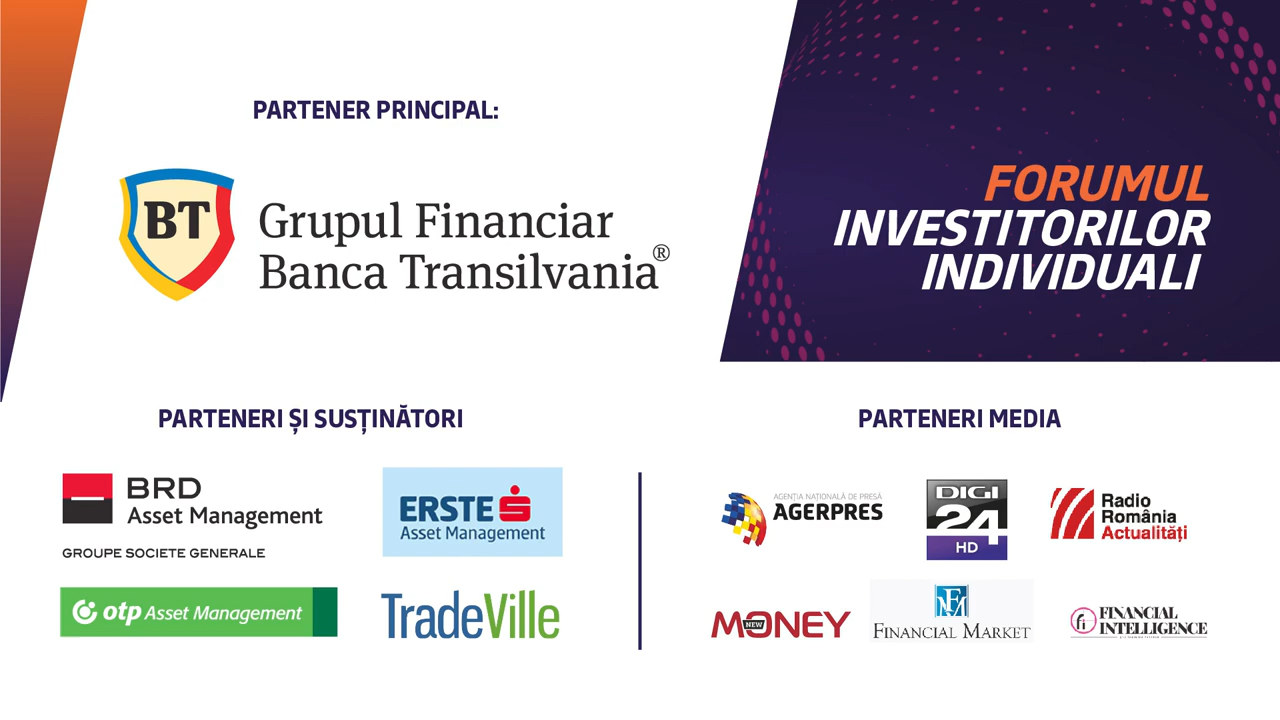 PARTENER PRINCIPAL:
BT
Grupul Financiar
Banca Transilvania®
FORUMUL
INVESTITORILOR
INDIVIDUALI
PARTENERI ȘI SUSȚINĂTORI
BRD
Asset Management
GROUPE SOCIETE GENERALE
ERSTE
Asset Management
otp Asset Management
TradeVille
PARTENERI MEDIA
AGENȚIA NAȚIONALĂ DE PRESĂ
AGERPRES
DIGI
24
HD
Radio
România
Actualități
MONEY
NEW
FM
FINANCIAL MARKET
fi
FINANCIAL
INTELLIGENCE